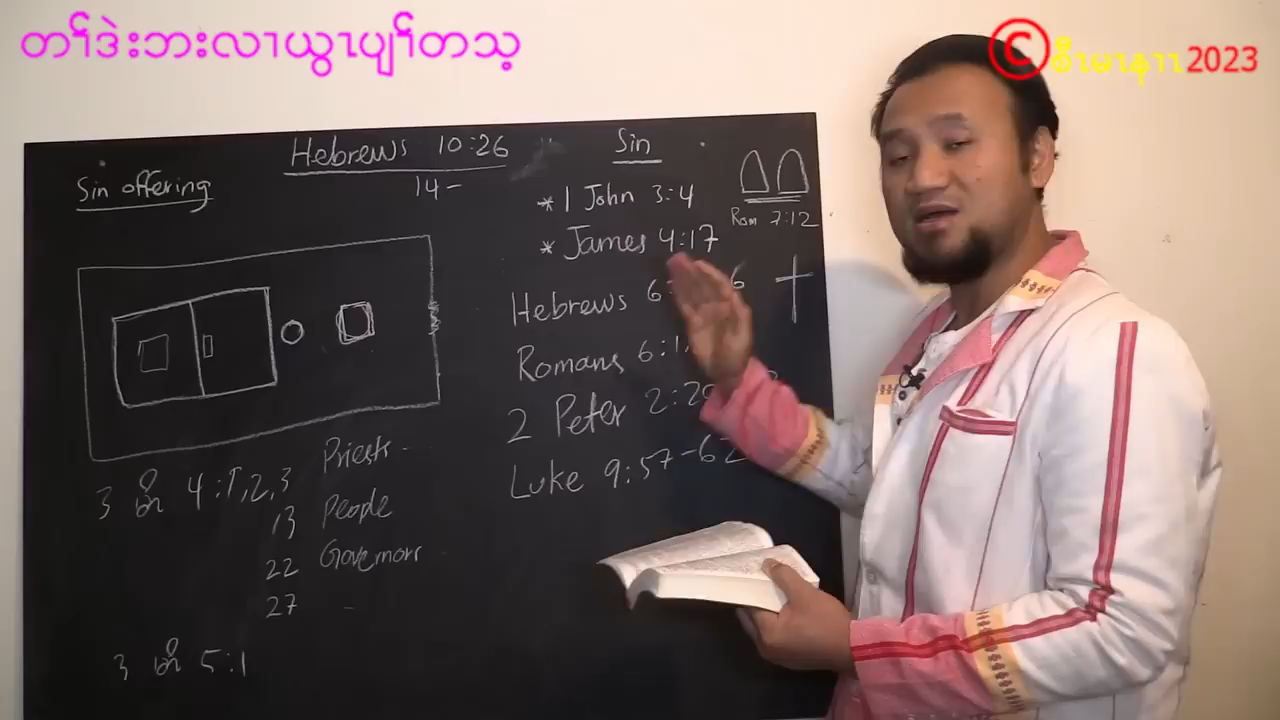 တၢ်ဒဲးဘးလၢယွၤပျၢ်တသ့
©စီၤမၤနၢၤ2023
Hebrews 10:26
14-
Sin offering
Sin
* 1 John 3:4
* James 4:17
Rom 7:12
Hebrews 6: 6
Romans 6:1,
2 Peter 2:20
Luke 9:57-62
3 4:1,2,3 Priests
13 People
22 Governors
27 -
3 5:1